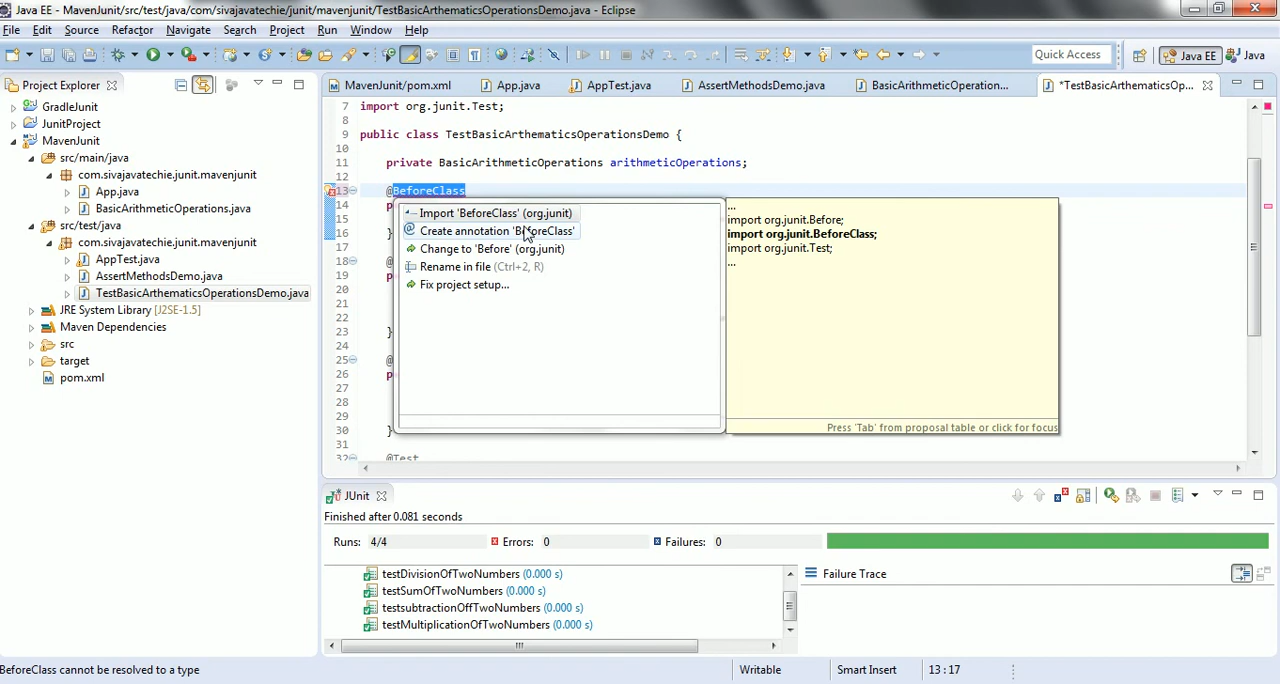 Java EE - MavenJunit/src/test/java/com/sivajavatechie/junit/mavenjunit/TestBasicArthematicsOperationsDemo.java - Eclipse
File Edit Source Refactor Navigate Search Project Run Window Help
Quick Access Java EE Java
Project Explorer
MavenJunit/pom.xml App.java AppTest.java AssertMethodsDemo.java BasicArithmeticOperation... *TestBasicArthematicsOp...
GradleJunit
JunitProject
MavenJunit
src/main/java
com.sivajavatechie.junit.mavenjunit
App.java
BasicArithmeticOperations.java
src/test/java
com.sivajavatechie.junit.mavenjunit
AppTest.java
AssertMethodsDemo.java
TestBasicArthematicsOperationsDemo.java
JRE System Library [J2SE-1.5]
Maven Dependencies
src
target
pom.xml
7 import org.junit.Test;
8
9 public class TestBasicArthematicsOperationsDemo {
10
11 private BasicArithmeticOperations arithmeticOperations;
12
13 @BeforeClass
14 p
15
16 }
17
18 @
19 p
20
21
22
23 }
24
25 @
26 p
27
28
29
30 }
31
32 @Test
Import 'BeforeClass' (org.junit)
Create annotation 'BeforeClass'
Change to 'Before' (org.junit)
Rename in file (Ctrl+2, R)
Fix project setup...
...
import org.junit.Before;
import org.junit.BeforeClass;
import org.junit.Test;
...
Press 'Tab' from proposal table or click for focus
JUnit
Finished after 0.081 seconds
Runs: 4/4 Errors: 0 Failures: 0
testDivisionOfTwoNumbers (0.000 s)
testSumOfTwoNumbers (0.000 s)
testsubtractionOffTwoNumbers (0.000 s)
testMultiplicationOfTwoNumbers (0.000 s)
Failure Trace
BeforeClass cannot be resolved to a type
Writable Smart Insert 13 : 17